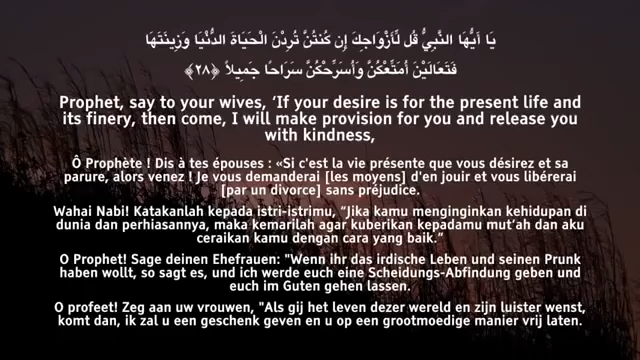 يَا أَيُّهَا النَّبِيُّ قُل لِّأَزْوَاجِكَ إِن كُنتُنَّ تُرِدْنَ الْحَيَاةَ الدُّنْيَا وَزِينَتَهَا
فَتَعَالَيْنَ أُمَتِّعْكُنَّ وَأُسَرِّحْكُنَّ سَرَاحًا جَمِيلاً ﴿٢٨﴾
Prophet, say to your wives, ‘If your desire is for the present life and
its finery, then come, I will make provision for you and release you
with kindness,
Ô Prophète ! Dis à tes épouses : «Si c'est la vie présente que vous désirez et sa
parure, alors venez ! Je vous demanderai [les moyens] d'en jouir et vous libérerai
[par un divorce] sans préjudice.
Wahai Nabi! Katakanlah kepada istri-istrimu, “Jika kamu menginginkan kehidupan di
dunia dan perhiasannya, maka kemarilah agar kuberikan kepadamu mut’ah dan aku
ceraikan kamu dengan cara yang baik.”
O Prophet! Sage deinen Ehefrauen: "Wenn ihr das irdische Leben und seinen Prunk
haben wollt, so sagt es, und ich werde euch eine Scheidungs-Abfindung geben und
euch im Guten gehen lassen.
O profeet! Zeg aan uw vrouwen, "Als gij het leven dezer wereld en zijn luister wenst,
komt dan, ik zal u een geschenk geven en u op een grootmoedige manier vrij laten.